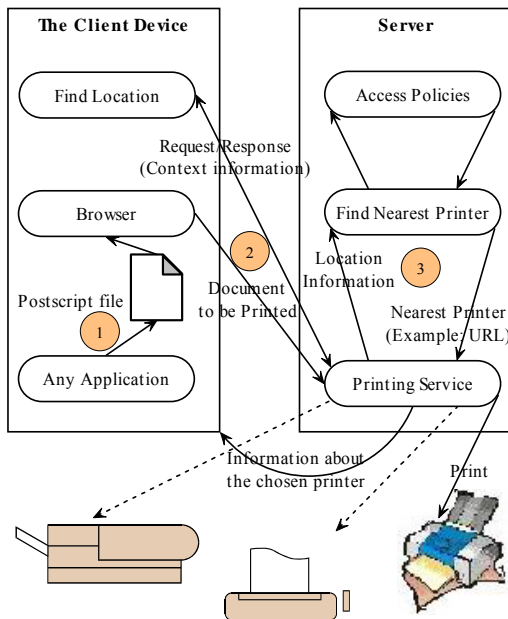 The Client Device
Server
Find Location
Access Policies
Request/Response
(Context information)
Browser
Find Nearest Printer
2
3
Location
Information
Document
to be Printed
Postscript file
1
Nearest Printer
(Example: URL)
Any Application
Printing Service
Information about
the chosen printer
Print